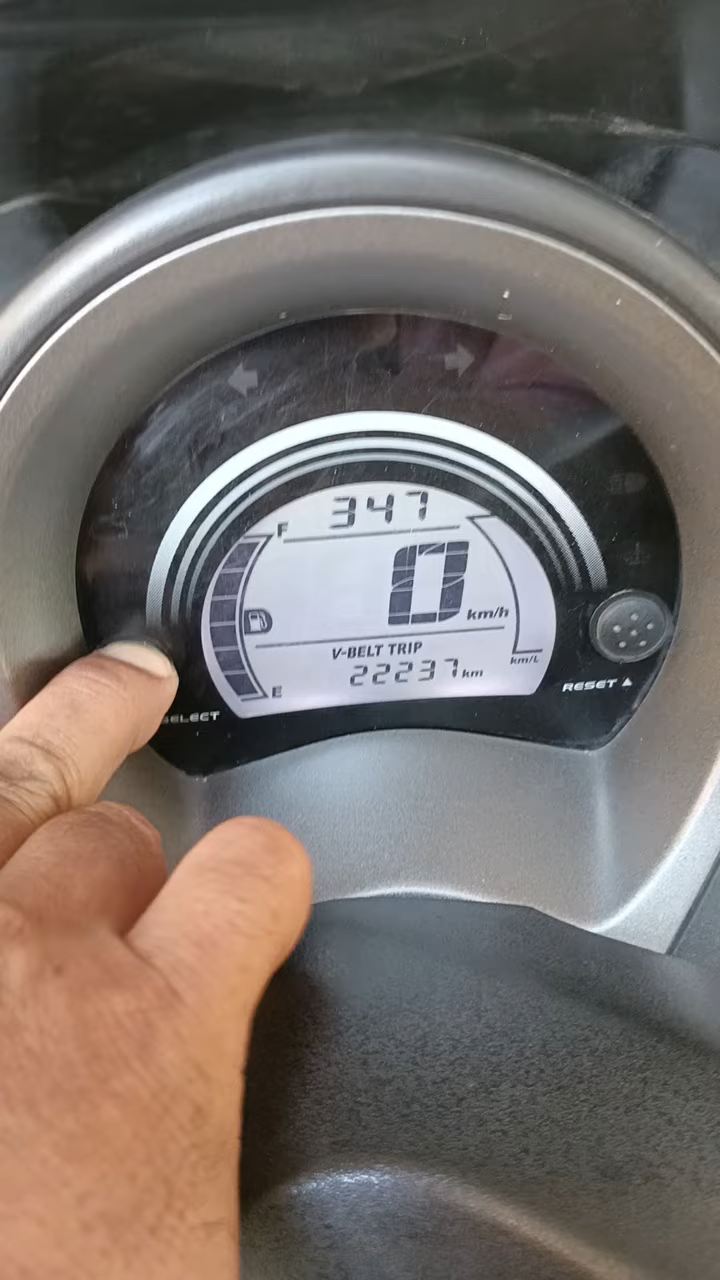 347
F
0 km/h
V-BELT TRIP
22237 km
km/L
E
SELECT
RESET ▲